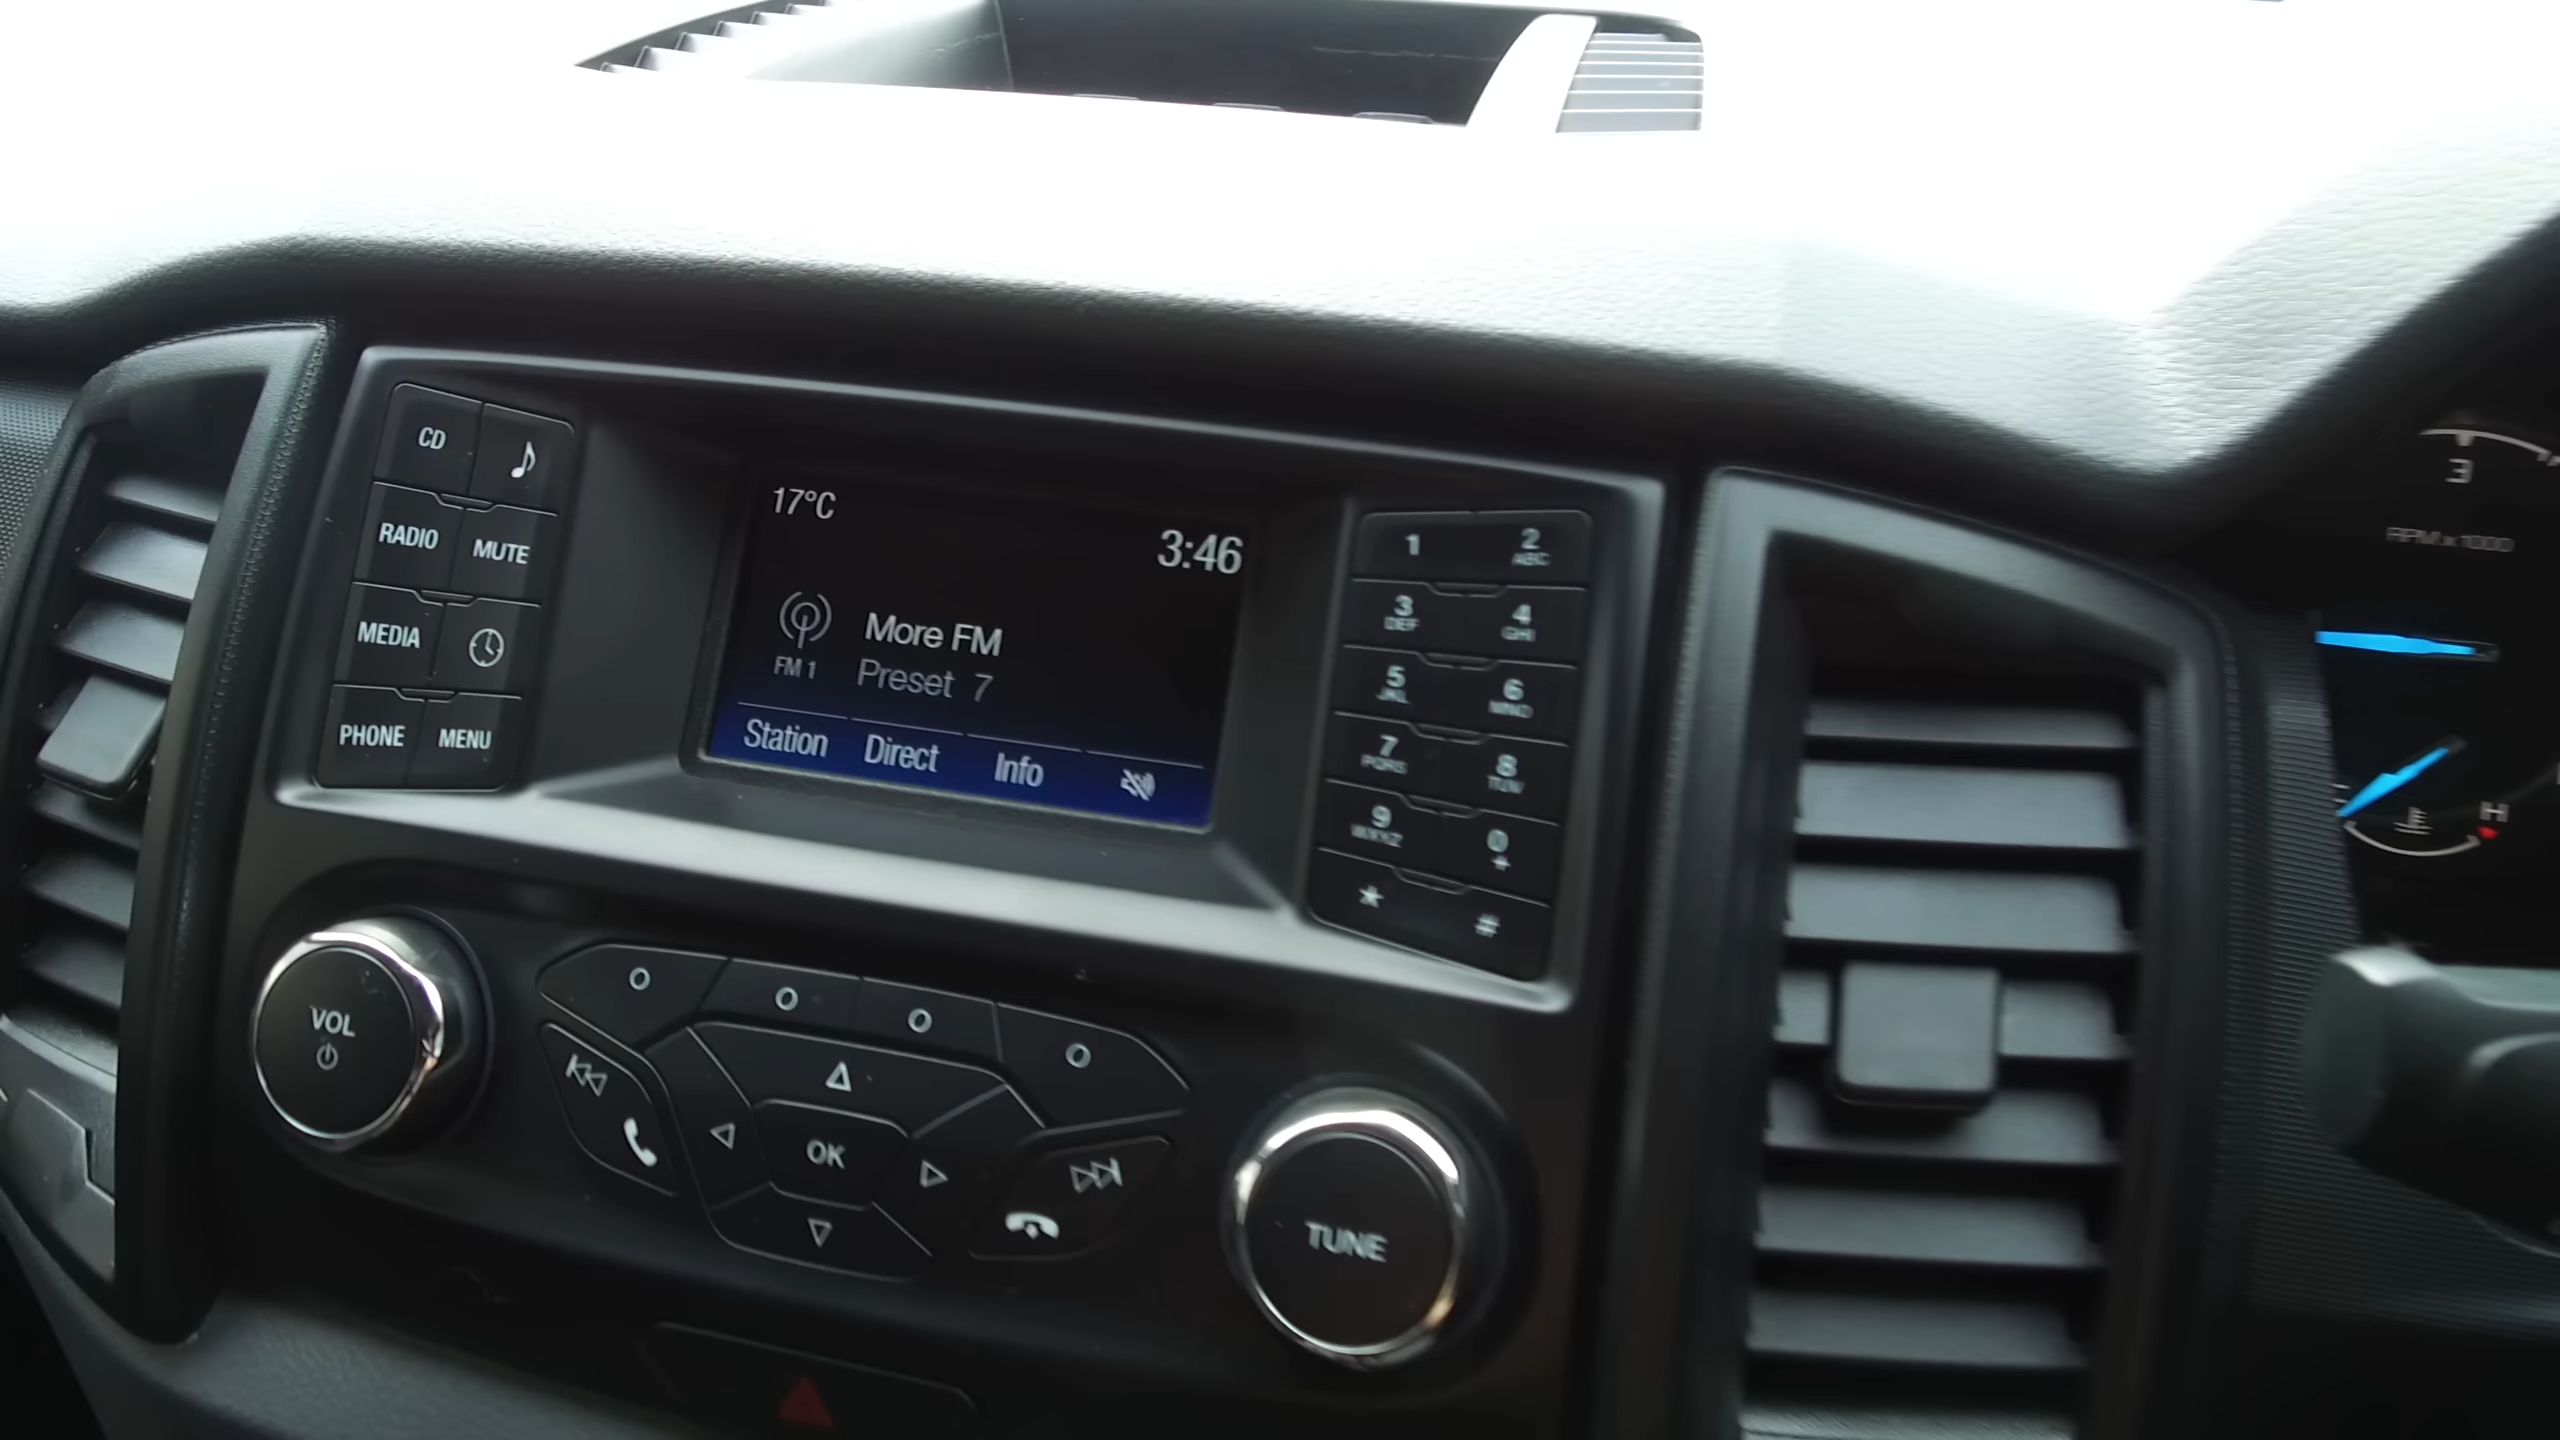 CD
RADIO MUTE
MEDIA
PHONE MENU
17°C
3:46
FM 1
More FM
Preset 7
Station Direct Info
1 2 ABC
3 DEF 4 GHI
5 JKL 6 MNO
7 PQRS 8 TUV
9 WXYZ 0 +
* #
VOL
OK
TUNE
3
RPM x 1000
H